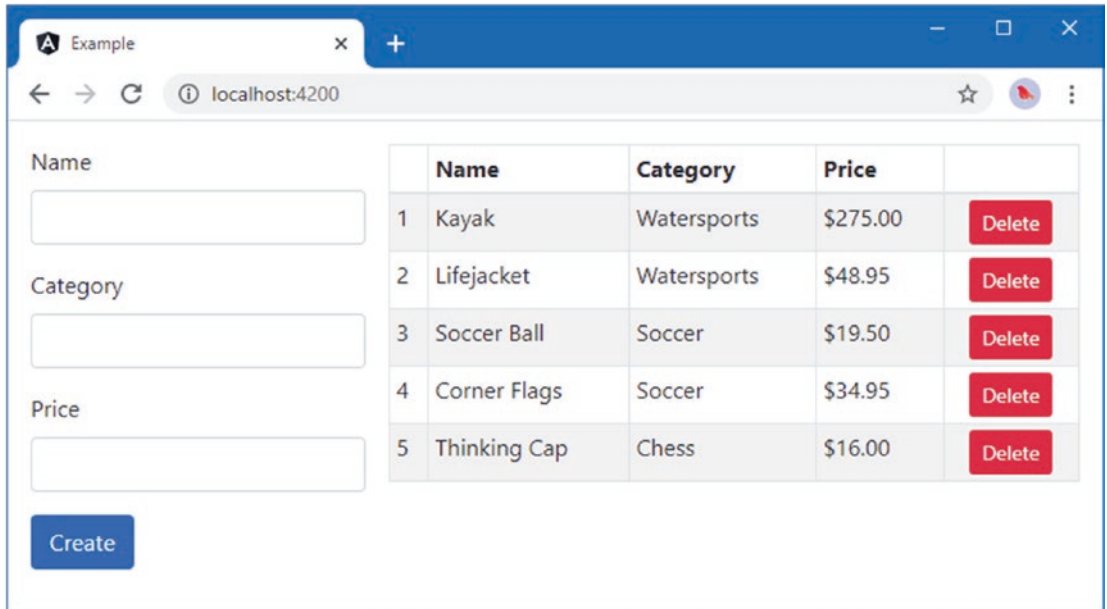 Example
localhost:4200
Name
Category
Price
Create
Name Category Price
1 Kayak Watersports $275.00 Delete
2 Lifejacket Watersports $48.95 Delete
3 Soccer Ball Soccer $19.50 Delete
4 Corner Flags Soccer $34.95 Delete
5 Thinking Cap Chess $16.00 Delete